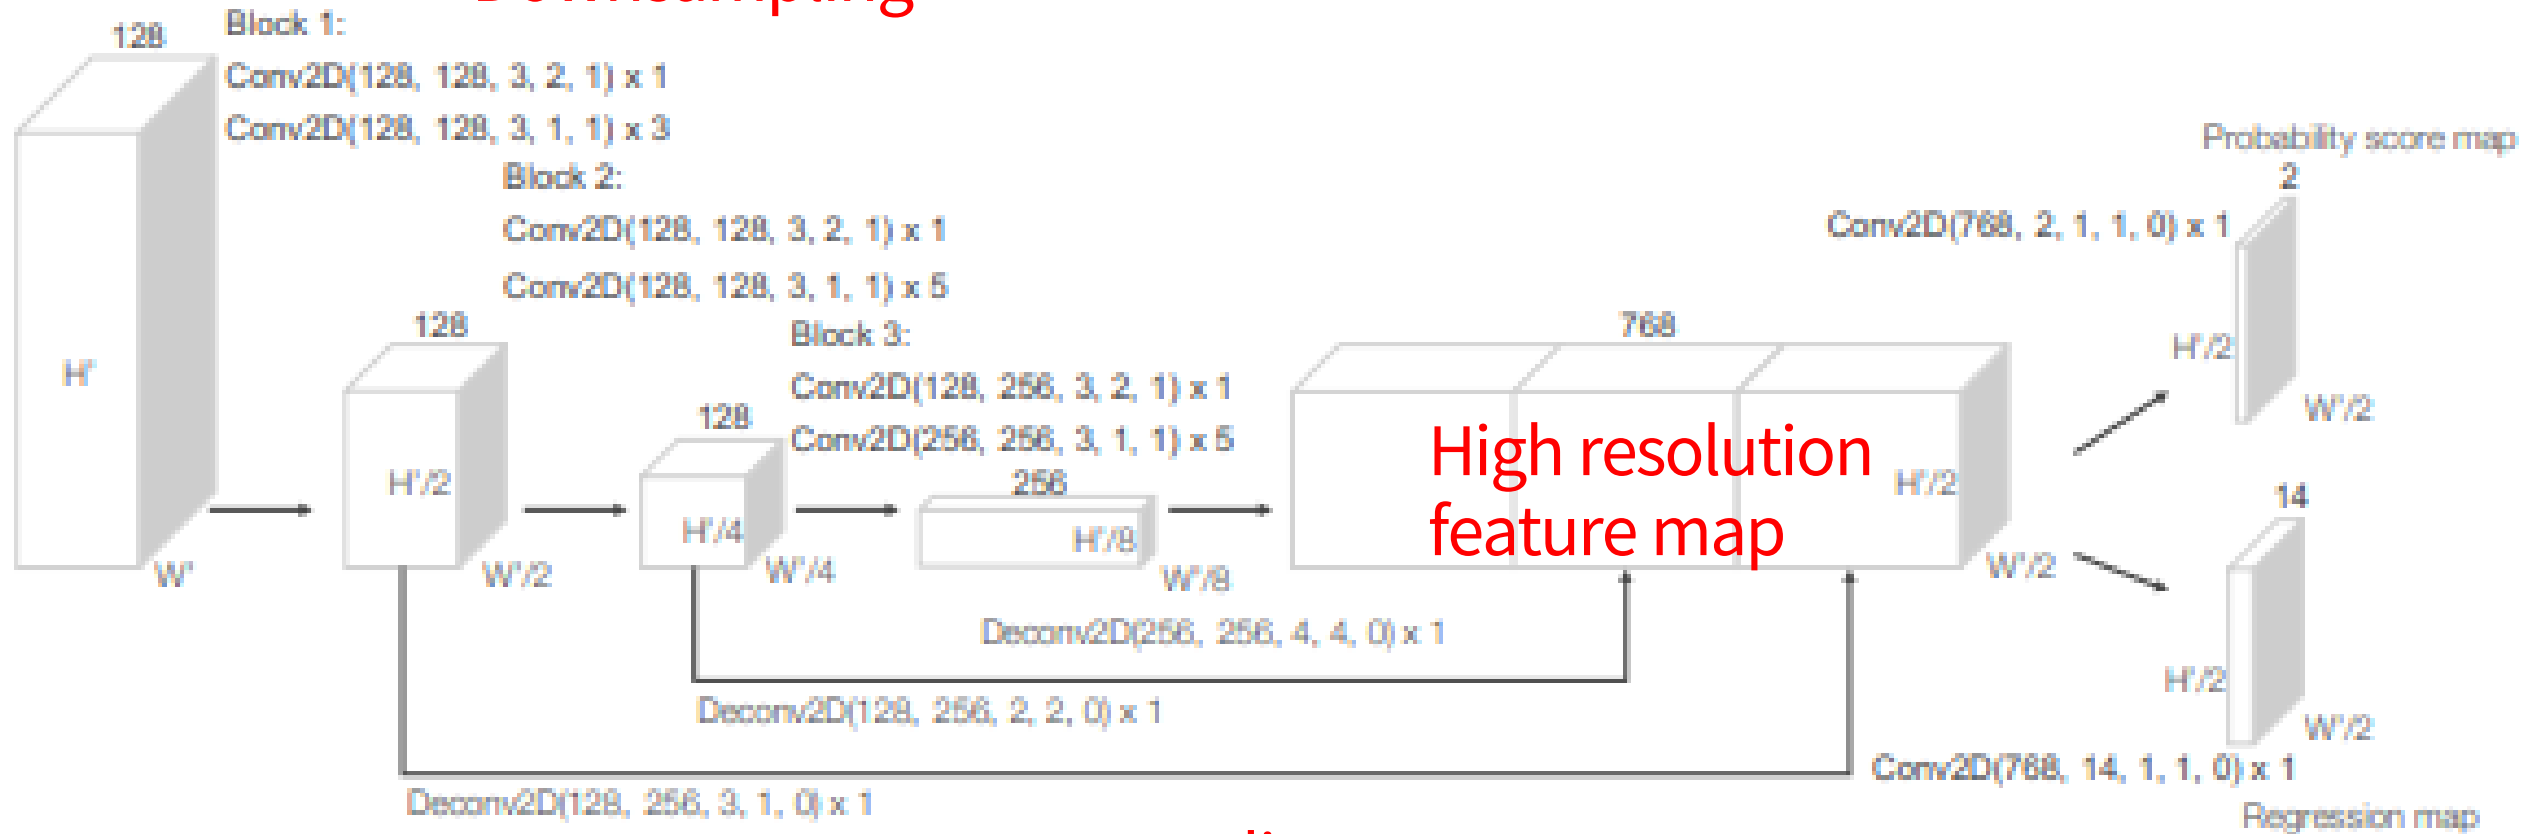 Downsampling
128
Block 1:
Conv2D(128, 128, 3, 2, 1) x 1
Conv2D(128, 128, 3, 1, 1) x 3
Block 2:
Conv2D(128, 128, 3, 2, 1) x 1
Conv2D(128, 128, 3, 1, 1) x 5
Block 3:
Conv2D(128, 256, 3, 2, 1) x 1
Conv2D(256, 256, 3, 1, 1) x 5
H'
W'
128
H'/2
W'/2
128
H'/4
W'/4
256
H'/8
W'/8
768
High resolution
feature map
H'/2
W'/2
Probability score map
2
Conv2D(768, 2, 1, 1, 0) x 1
H'/2
W'/2
14
H'/2
W'/2
Conv2D(768, 14, 1, 1, 0) x 1
Regression map
Deconv2D(256, 256, 4, 4, 0) x 1
Deconv2D(128, 256, 2, 2, 0) x 1
Deconv2D(128, 256, 3, 1, 0) x 1